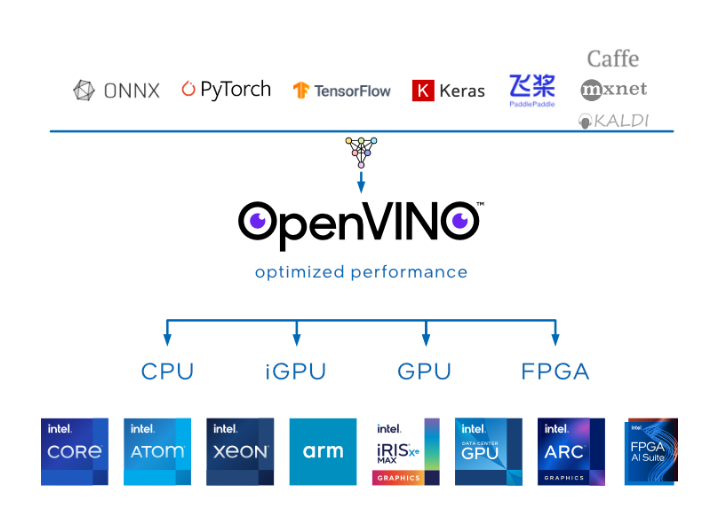 ONNX
PyTorch
TensorFlow
K Keras
飞桨
PaddlePaddle
Caffe
mxnet
KALDI
OpenVINO™
optimized performance
CPU
iGPU
GPU
FPGA
intel.
CORE
intel.
ATOM
intel.
XEON
arm
intel.
iRIS Xe
MAX
GRAPHICS
intel.
DATA CENTER
GPU
intel.
ARC
GRAPHICS
intel.
FPGA
AI Suite